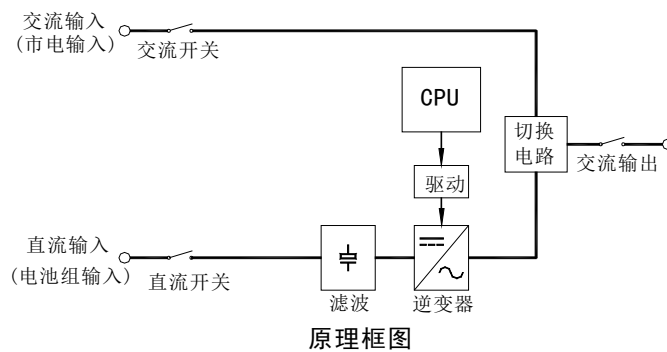 交流输入
(市电输入)
交流开关
CPU
切换
电路
交流输出
驱动
直流输入
(电池组输入)
直流开关
滤波
逆变器
原理框图